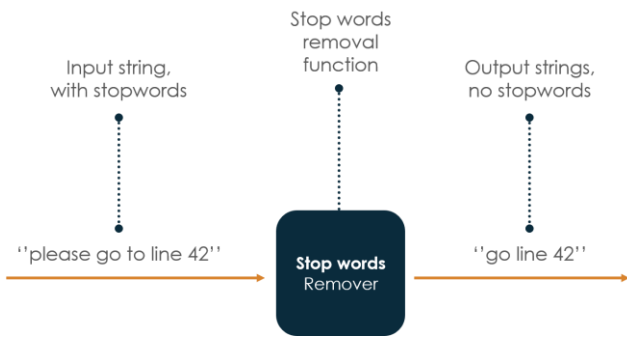 Input string,
with stopwords
Stop words
removal
function
Output strings,
no stopwords
‘’please go to line 42’’
Stop words
Remover
‘’go line 42’’